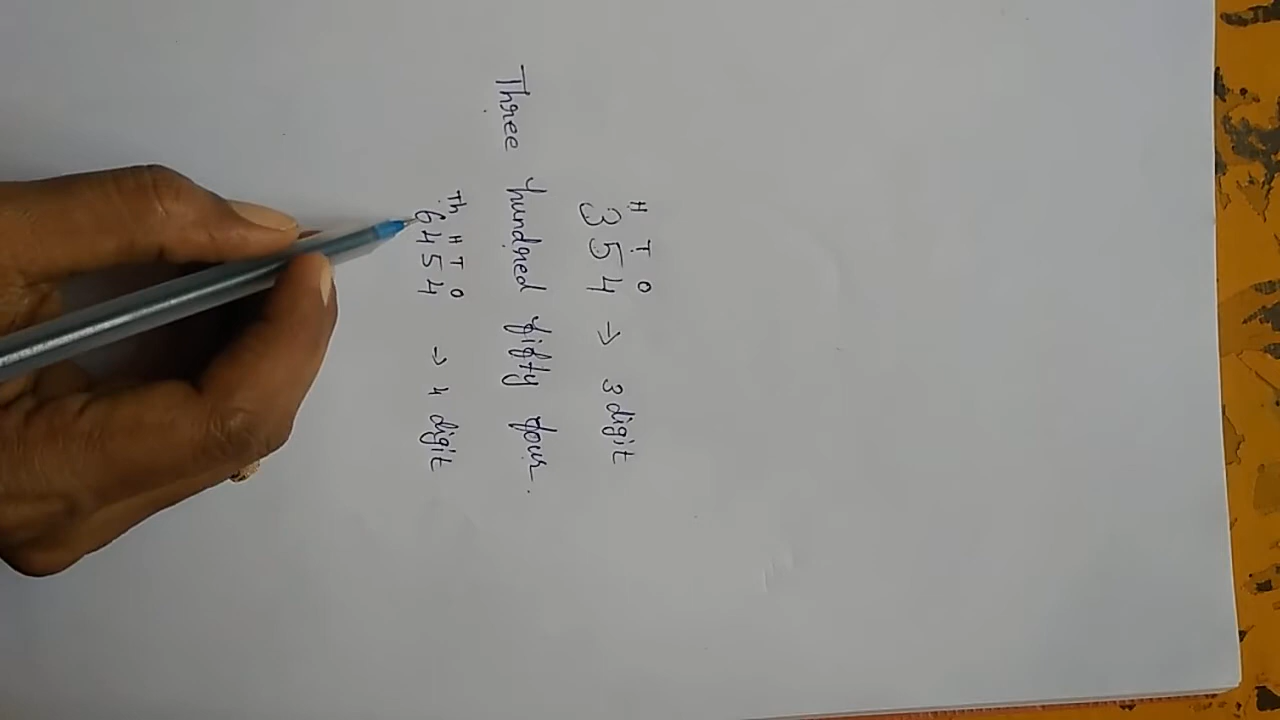 H T O
354 → 3 digit
Three hundred fifty four.
Th H T O
6454 → 4 digit